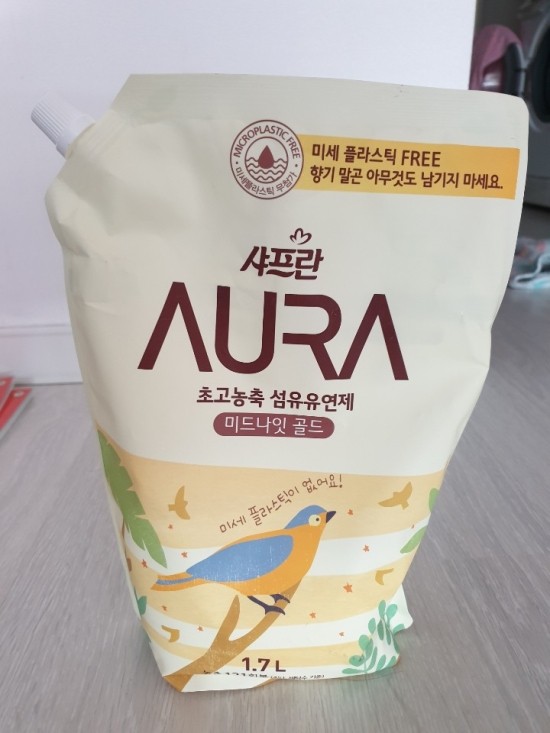 MICROPLASTIC FREE
미세플라스틱 무첨가
미세 플라스틱 FREE
향기 말곤 아무것도 남기지 마세요.
샤프란
AURA
초고농축 섬유유연제
미드나잇 골드
미세 플라스틱이 없어요!
1.7 L